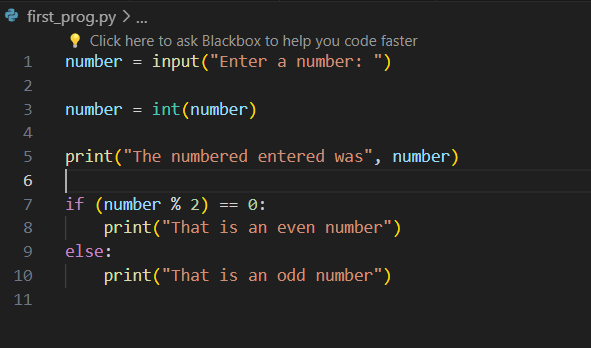 first_prog.py > ...
Click here to ask Blackbox to help you code faster
1 number = input("Enter a number: ")
2
3 number = int(number)
4
5 print("The numbered entered was", number)
6
7 if (number % 2) == 0:
8     print("That is an even number")
9 else:
10     print("That is an odd number")
11